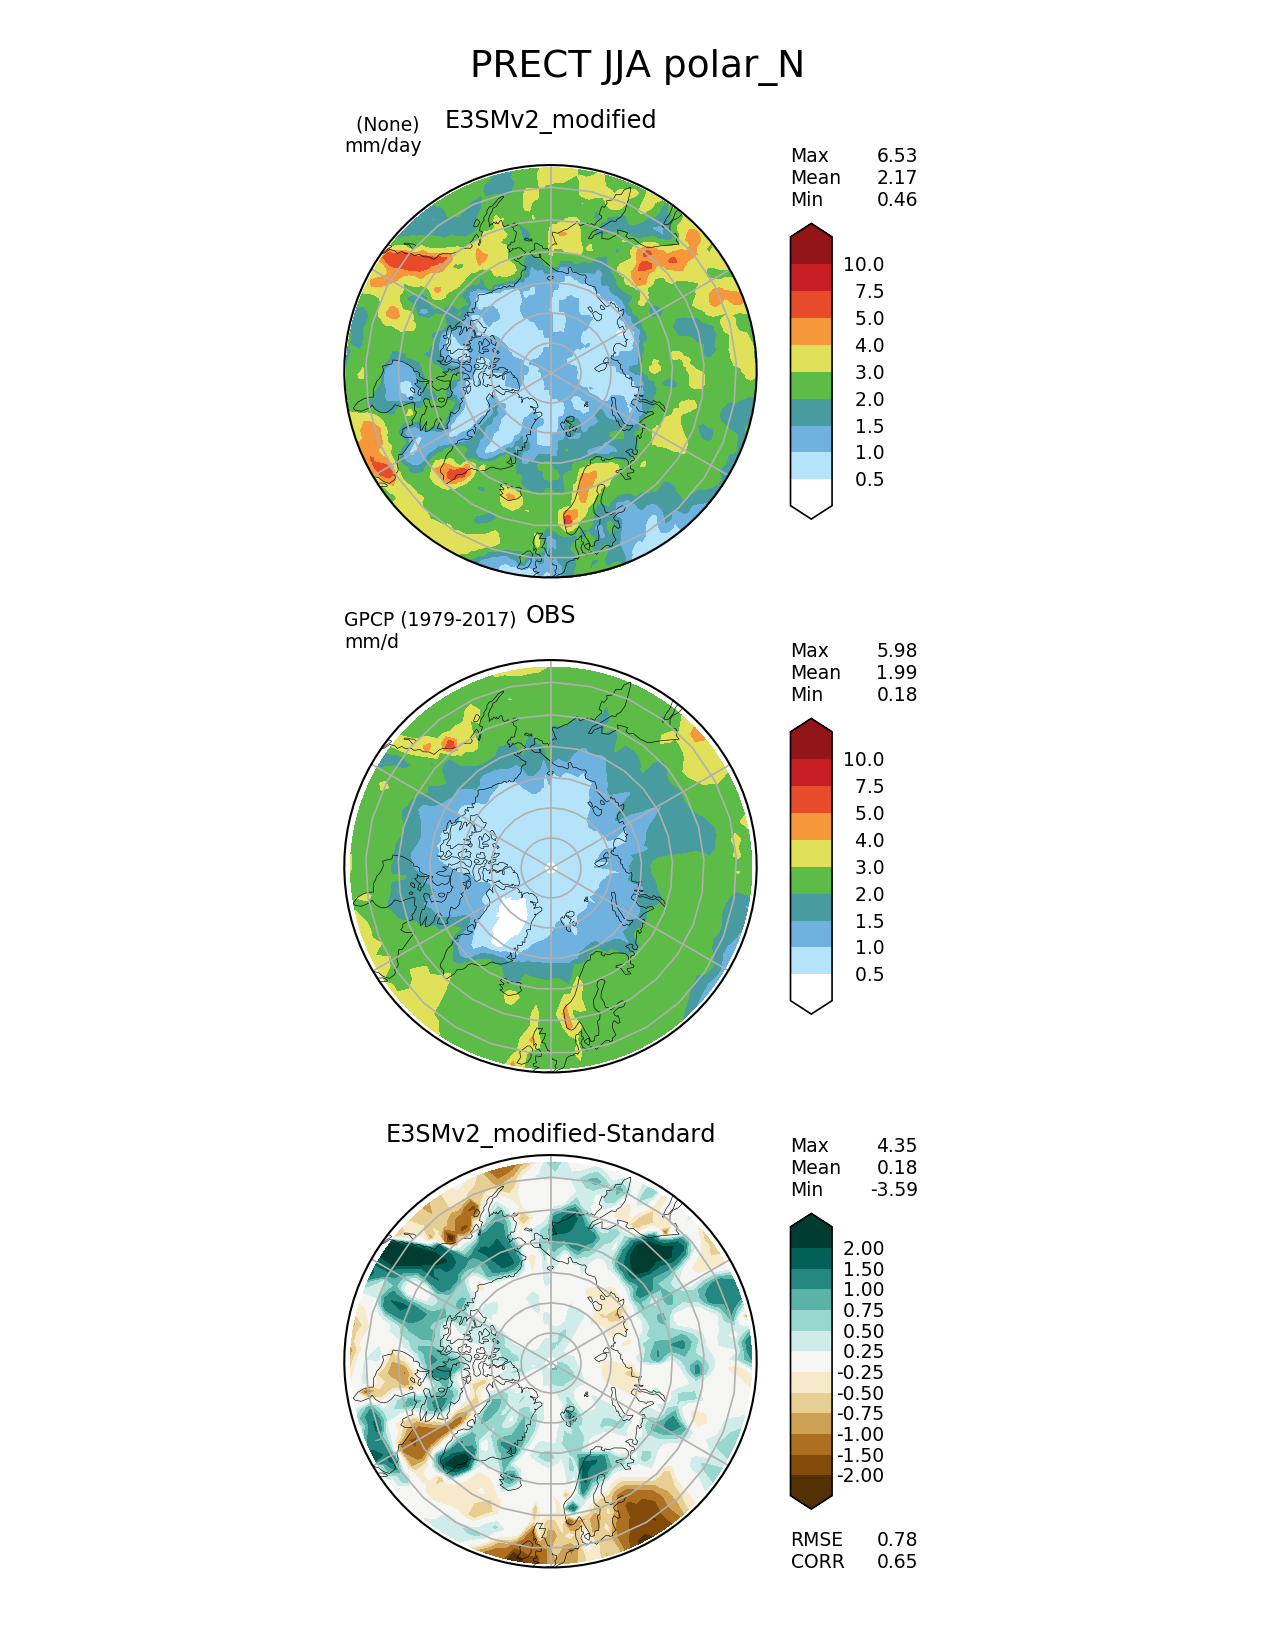 PRECT JJA polar_N
(None) E3SMv2_modified
mm/day
Max 6.53
Mean 2.17
Min 0.46
10.0
7.5
5.0
4.0
3.0
2.0
1.5
1.0
0.5
GPCP (1979-2017) OBS
mm/d
Max 5.98
Mean 1.99
Min 0.18
10.0
7.5
5.0
4.0
3.0
2.0
1.5
1.0
0.5
E3SMv2_modified-Standard
Max 4.35
Mean 0.18
Min -3.59
2.00
1.50
1.00
0.75
0.50
0.25
-0.25
-0.50
-0.75
-1.00
-1.50
-2.00
RMSE 0.78
CORR 0.65